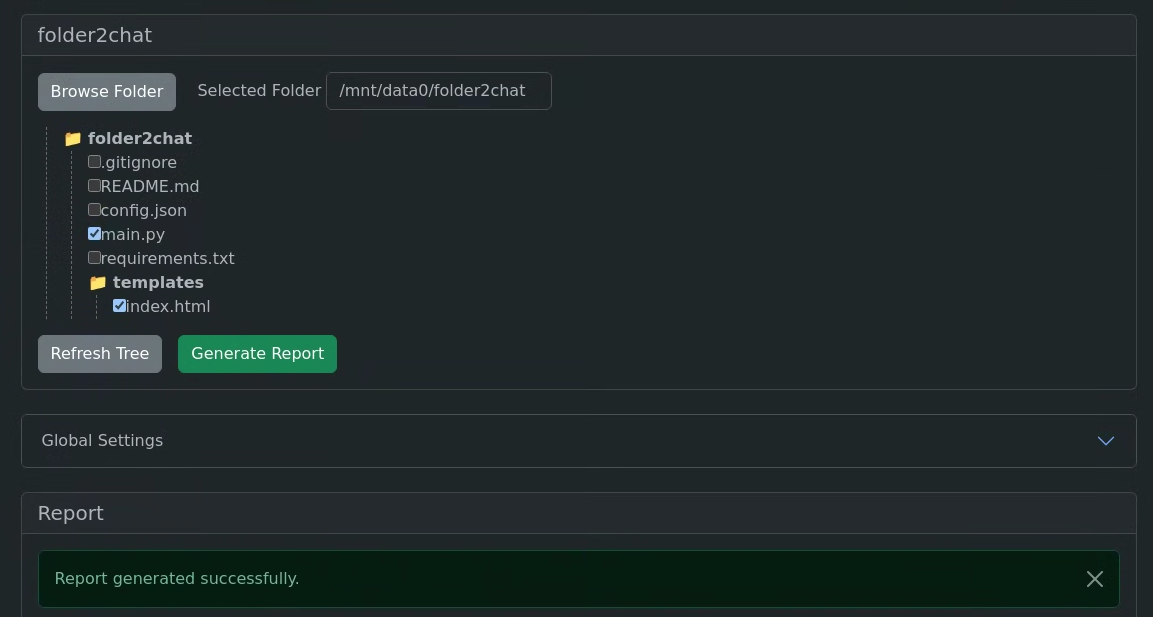 folder2chat
Browse Folder Selected Folder /mnt/data0/folder2chat
folder2chat
.gitignore
README.md
config.json
main.py
requirements.txt
templates
index.html
Refresh Tree Generate Report
Global Settings
Report
Report generated successfully.